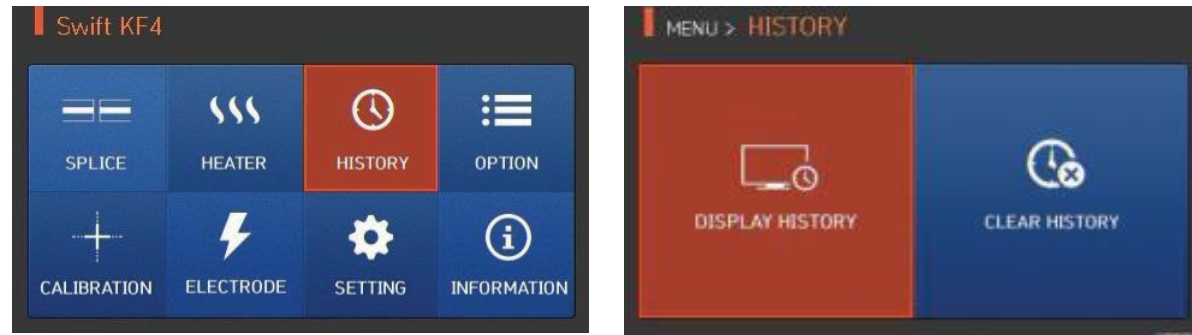 Swift KF4
SPLICE
HEATER
HISTORY
OPTION
CALIBRATION
ELECTRODE
SETTING
INFORMATION
MENU > HISTORY
DISPLAY HISTORY
CLEAR HISTORY